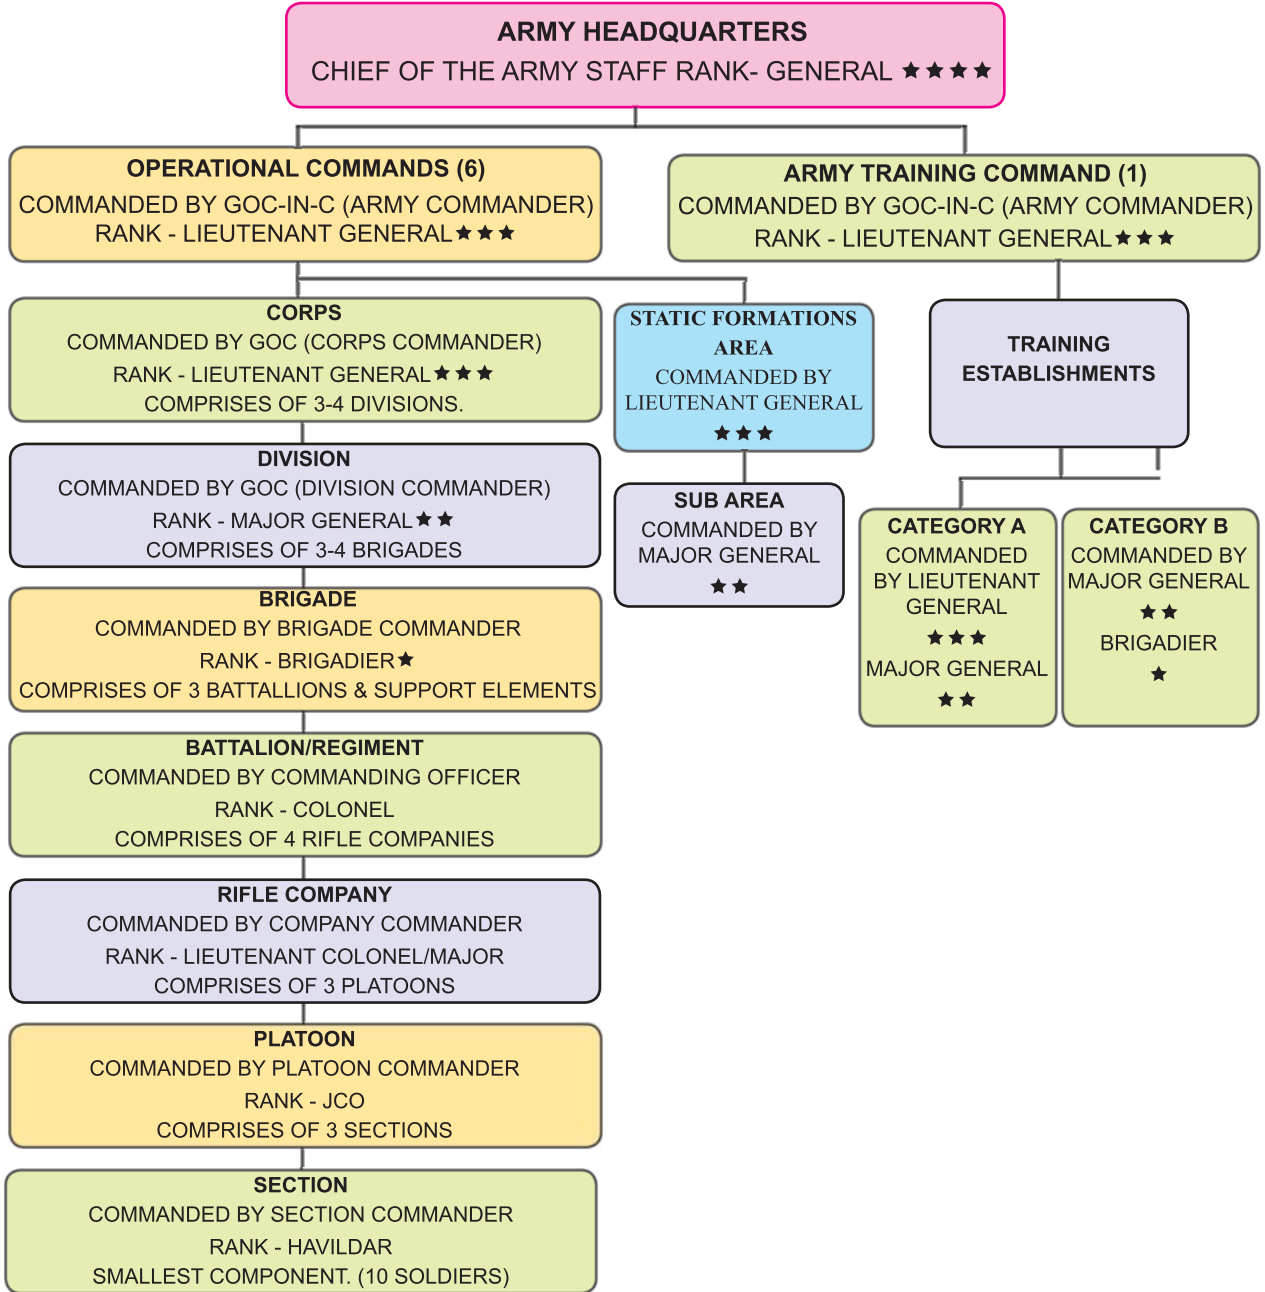 ARMY HEADQUARTERS
CHIEF OF THE ARMY STAFF RANK- GENERAL ★★★★
OPERATIONAL COMMANDS (6)
COMMANDED BY GOC-IN-C (ARMY COMMANDER)
RANK - LIEUTENANT GENERAL★★★
ARMY TRAINING COMMAND (1)
COMMANDED BY GOC-IN-C (ARMY COMMANDER)
RANK - LIEUTENANT GENERAL★★★
CORPS
COMMANDED BY GOC (CORPS COMMANDER)
RANK - LIEUTENANT GENERAL★★★
COMPRISES OF 3-4 DIVISIONS.
STATIC FORMATIONS
AREA
COMMANDED BY
LIEUTENANT GENERAL
★★★
TRAINING
ESTABLISHMENTS
DIVISION
COMMANDED BY GOC (DIVISION COMMANDER)
RANK - MAJOR GENERAL★★
COMPRISES OF 3-4 BRIGADES
SUB AREA
COMMANDED BY
MAJOR GENERAL
★★
CATEGORY A
COMMANDED
BY LIEUTENANT
GENERAL
★★★
MAJOR GENERAL
★★
CATEGORY B
COMMANDED BY
MAJOR GENERAL
★★
BRIGADIER
★
BRIGADE
COMMANDED BY BRIGADE COMMANDER
RANK - BRIGADIER★
COMPRISES OF 3 BATTALLIONS & SUPPORT ELEMENTS
BATTALION/REGIMENT
COMMANDED BY COMMANDING OFFICER
RANK - COLONEL
COMPRISES OF 4 RIFLE COMPANIES
RIFLE COMPANY
COMMANDED BY COMPANY COMMANDER
RANK - LIEUTENANT COLONEL/MAJOR
COMPRISES OF 3 PLATOONS
PLATOON
COMMANDED BY PLATOON COMMANDER
RANK - JCO
COMPRISES OF 3 SECTIONS
SECTION
COMMANDED BY SECTION COMMANDER
RANK - HAVILDAR
SMALLEST COMPONENT. (10 SOLDIERS)